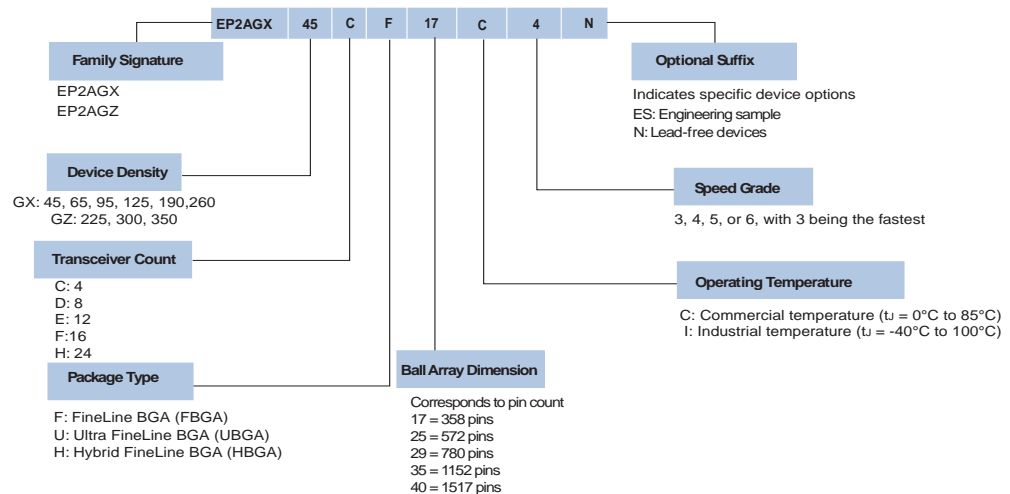 EP2AGX 45 C F 17 C 4 N
Family Signature
EP2AGX
EP2AGZ
Optional Suffix
Indicates specific device options
ES: Engineering sample
N: Lead-free devices
Device Density
GX: 45, 65, 95, 125, 190,260
GZ: 225, 300, 350
Speed Grade
3, 4, 5, or 6, with 3 being the fastest
Transceiver Count
C: 4
D: 8
E: 12
F:16
H: 24
Operating Temperature
C: Commercial temperature (tJ = 0°C to 85°C)
I: Industrial temperature (tJ = -40°C to 100°C)
Package Type
F: FineLine BGA (FBGA)
U: Ultra FineLine BGA (UBGA)
H: Hybrid FineLine BGA (HBGA)
Ball Array Dimension
Corresponds to pin count
17 = 358 pins
25 = 572 pins
29 = 780 pins
35 = 1152 pins
40 = 1517 pins